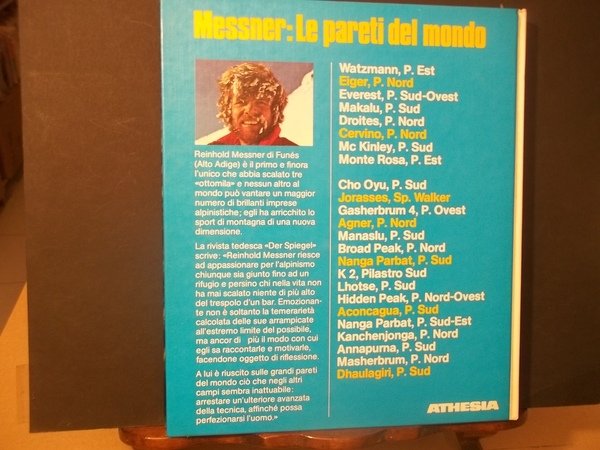 Messner: Le pareti del mondo
Reinhold Messner di Funés
(Alto Adige) è il primo e finora
l'unico che abbia scalato tre
«ottomila» e nessun altro al
mondo può vantare un maggior
numero di brillanti imprese
alpinistiche; egli ha arricchito lo
sport di montagna di una nuova
dimensione.
La rivista tedesca «Der Spiegel»
scrive: «Reinhold Messner riesce
ad appassionare per l'alpinismo
chiunque sia giunto fino ad un
rifugio e persino chi nella vita non
ha mai scalato niente di più alto
del trespolo d'un bar. Emozionan-
te non è soltanto la temerarietà
calcolata delle sue arrampicate
all'estremo limite del possibile,
ma ancor di più il modo con cui
egli sa raccontarle e motivarle,
facendone oggetto di riflessione.
A lui è riuscito sulle grandi pareti
del mondo ciò che negli altri
campi sembra inattuabile:
arrestare un'ulteriore avanzata
della tecnica, affinché possa
perfezionarsi l'uomo.»
Watzmann, P. Est
Eiger, P. Nord
Everest, P. Sud-Ovest
Makalu, P. Sud
Droites, P. Nord
Cervino, P. Nord
Mc Kinley, P. Sud
Monte Rosa, P. Est
Cho Oyu, P. Sud
Jorasses, Sp. Walker
Gasherbrum 4, P. Ovest
Agner, P. Nord
Manaslu, P. Sud
Broad Peak, P. Nord
Nanga Parbat, P. Sud
K 2, Pilastro Sud
Lhotse, P. Sud
Hidden Peak, P. Nord-Ovest
Aconcagua, P. Sud
Nanga Parbat, P. Sud-Est
Kanchenjonga, P. Nord
Annapurna, P. Sud
Masherbrum, P. Nord
Dhaulagiri, P. Sud
ATHESIA